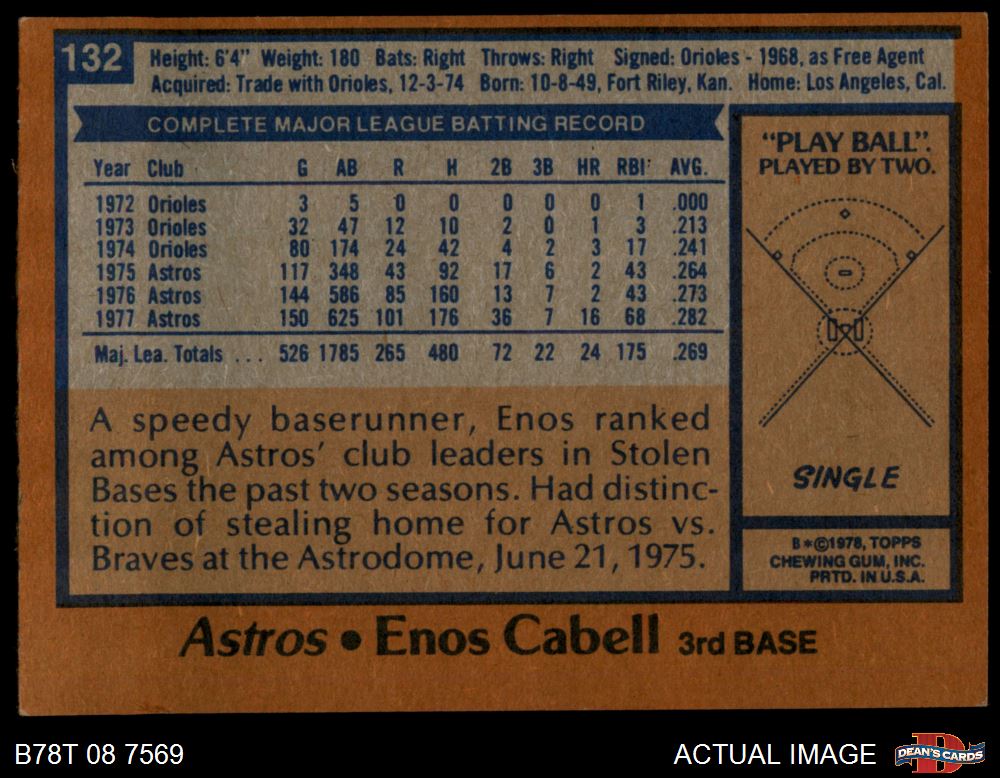 132
Height: 6'4" Weight: 180 Bats: Right Throws: Right Signed: Orioles - 1968, as Free Agent
Acquired: Trade with Orioles, 12-3-74 Born: 10-8-49, Fort Riley, Kan. Home: Los Angeles, Cal.
COMPLETE MAJOR LEAGUE BATTING RECORD
Year Club G AB R H 2B 3B HR RBI AVG.
1972 Orioles 3 5 0 0 0 0 0 1 .000
1973 Orioles 32 47 12 10 2 0 1 3 .213
1974 Orioles 80 174 24 42 4 2 3 17 .241
1975 Astros 117 348 43 92 17 6 2 43 .264
1976 Astros 144 586 85 160 13 7 2 43 .273
1977 Astros 150 625 101 176 36 7 16 68 .282
Maj. Lea. Totals ... 526 1785 265 480 72 22 24 175 .269
A speedy baserunner, Enos ranked
among Astros' club leaders in Stolen
Bases the past two seasons. Had distinc-
tion of stealing home for Astros vs.
Braves at the Astrodome, June 21, 1975.
"PLAY BALL".
PLAYED BY TWO.
SINGLE
B*©1978, TOPPS
CHEWING GUM, INC.
PRTD. IN U.S.A.
Astros • Enos Cabell 3rd BASE
B78T 08 7569
ACTUAL IMAGE
DEAN'S CARDS